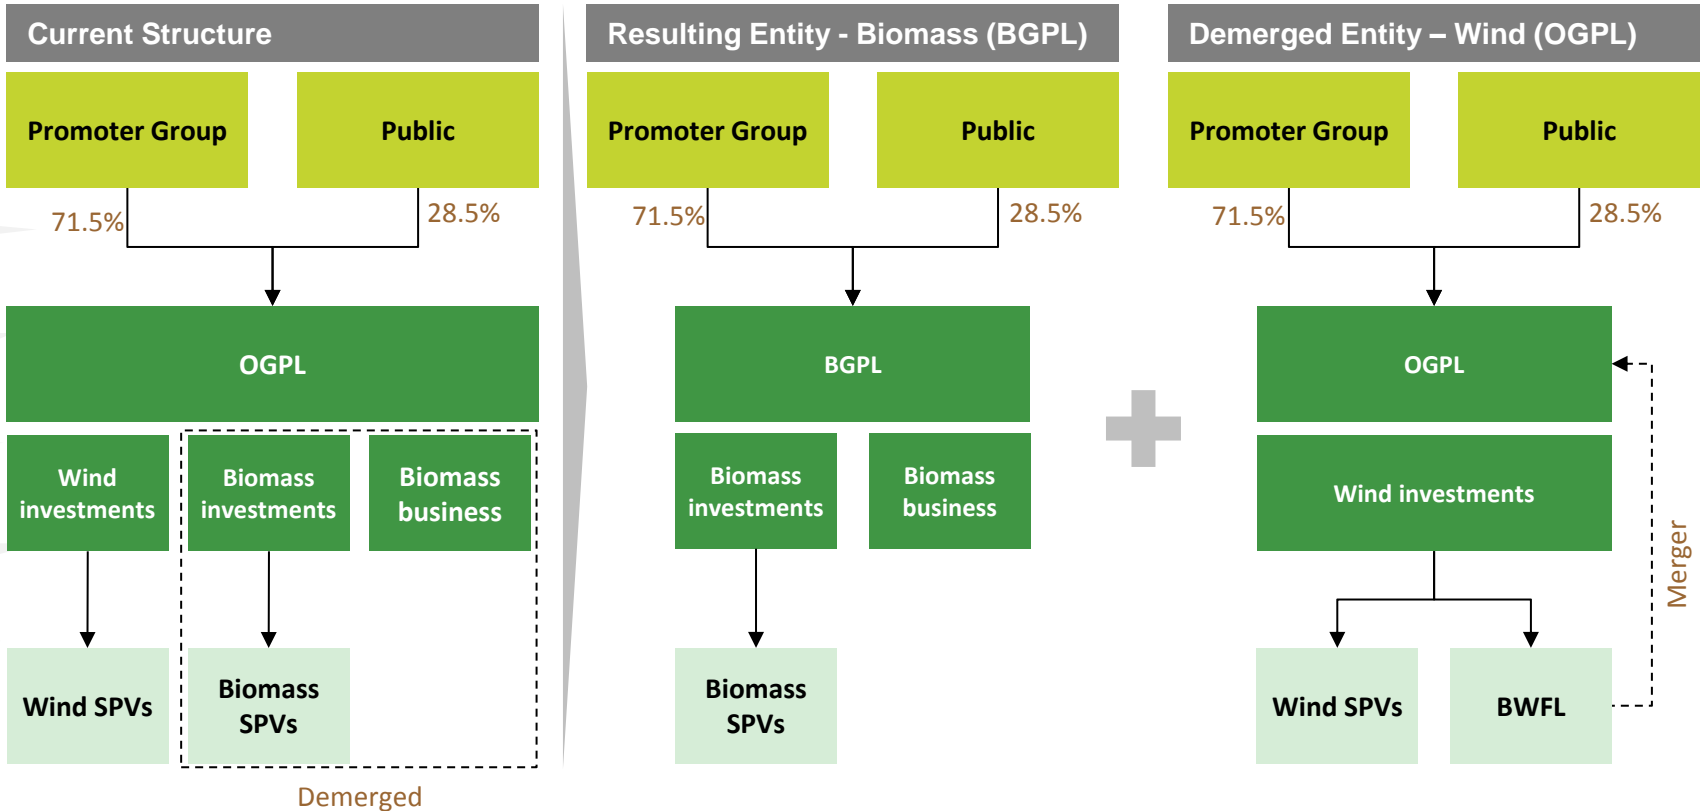 Current Structure
Resulting Entity - Biomass (BGPL)
Demerged Entity – Wind (OGPL)
Promoter Group
Public
Promoter Group
Public
Promoter Group
Public
71.5%
28.5%
71.5%
28.5%
71.5%
28.5%
OGPL
BGPL
OGPL
Wind
investments
Biomass
investments
Biomass
business
Biomass
investments
Biomass
business
Wind investments
Merger
Wind SPVs
Biomass
SPVs
Biomass
SPVs
Wind SPVs
BWFL
Demerged